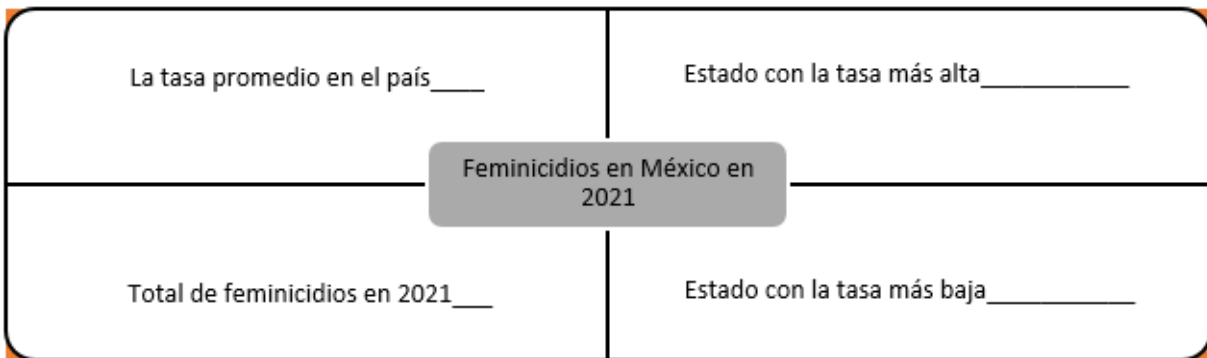 La tasa promedio en el país____
Estado con la tasa más alta___________
Feminicidios en México en
2021
Total de feminicidios en 2021___
Estado con la tasa más baja___________